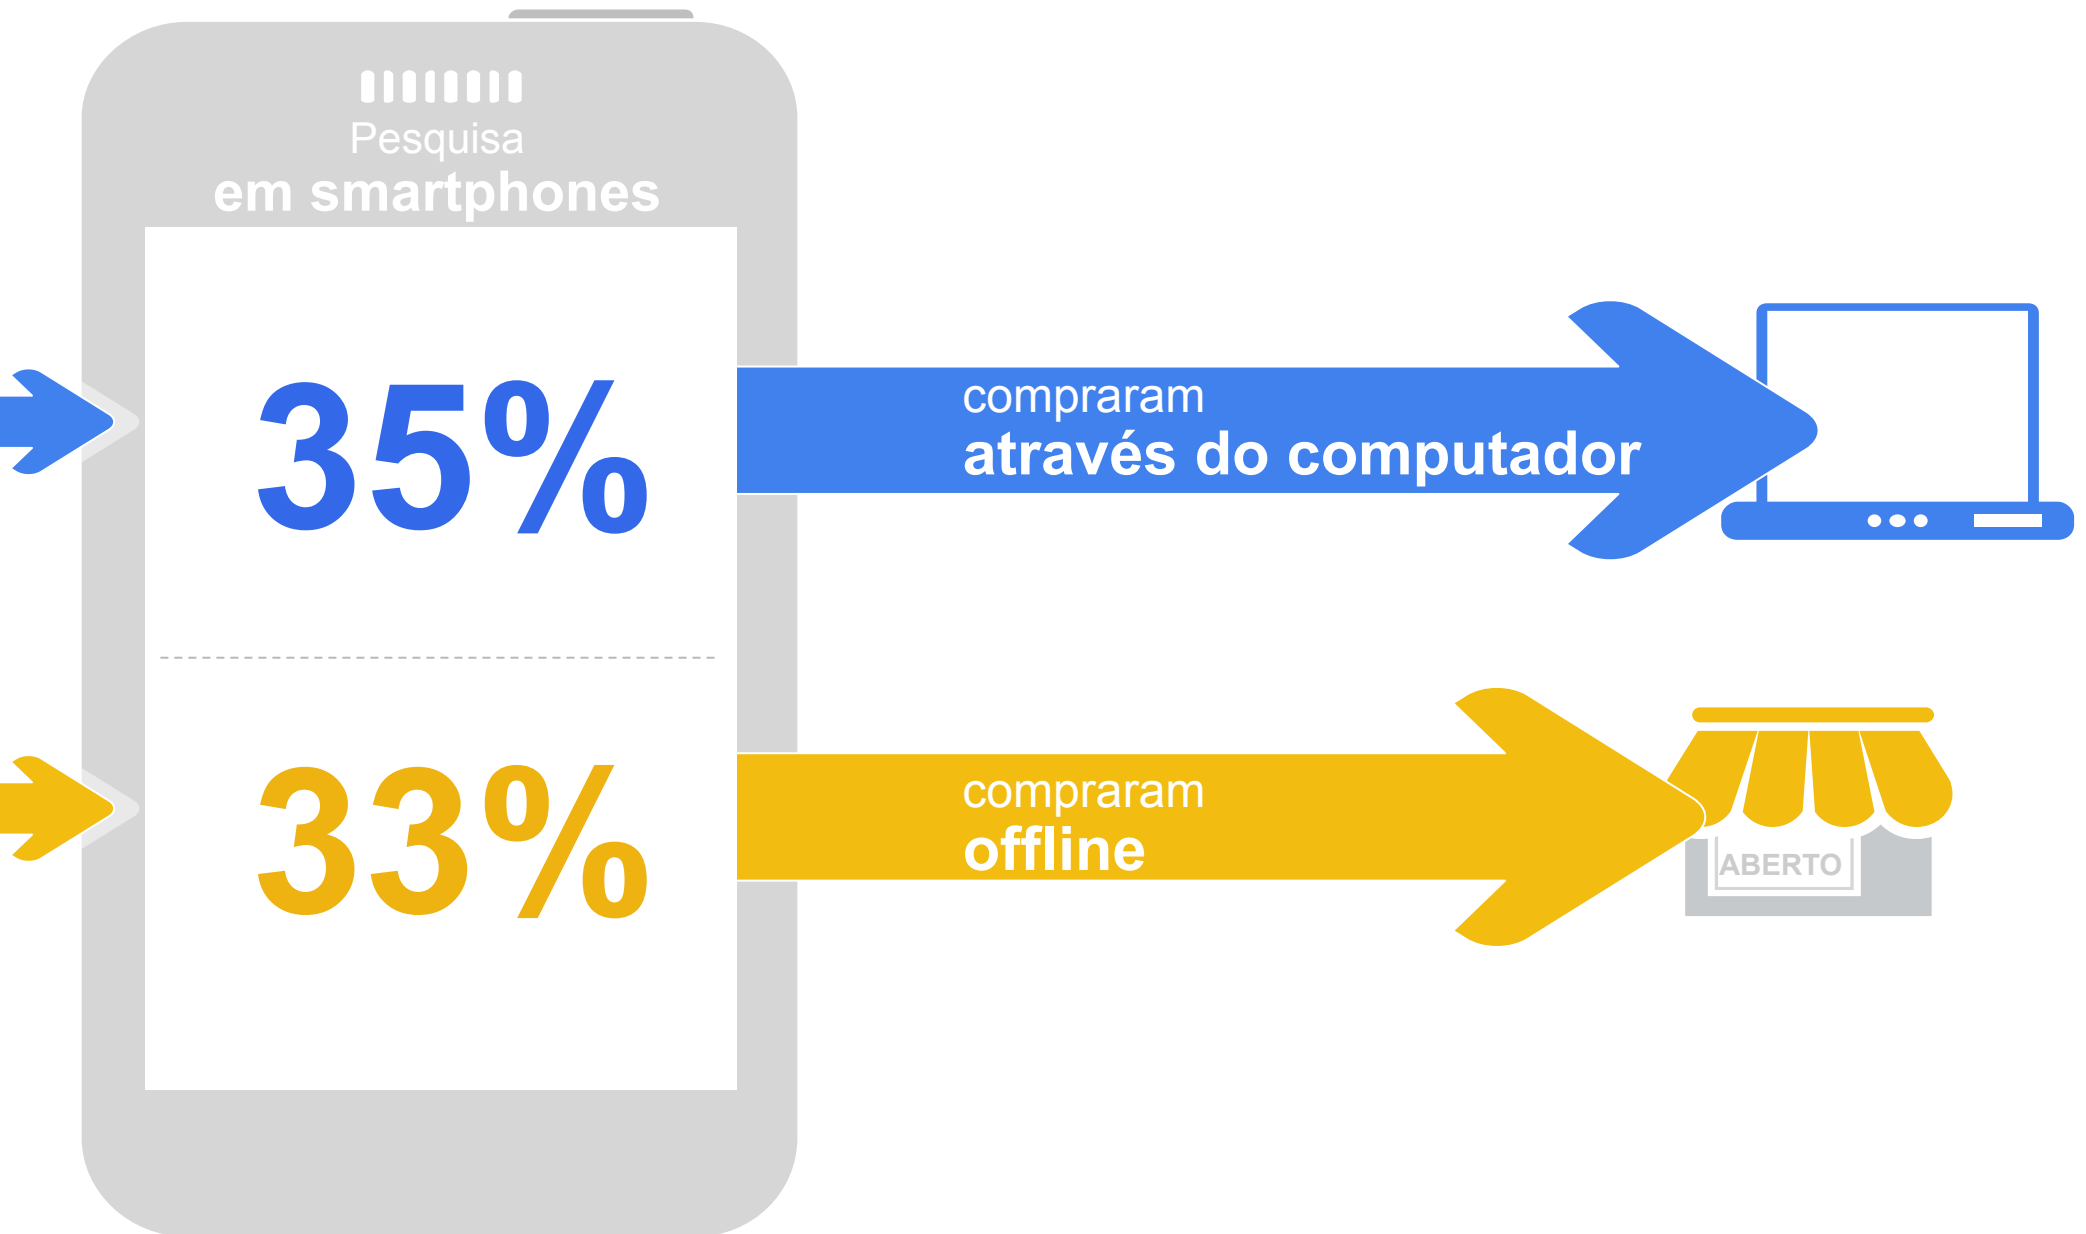 Pesquisa
em smartphones
35%
compraram
através do computador
33%
compraram
offline
ABERTO